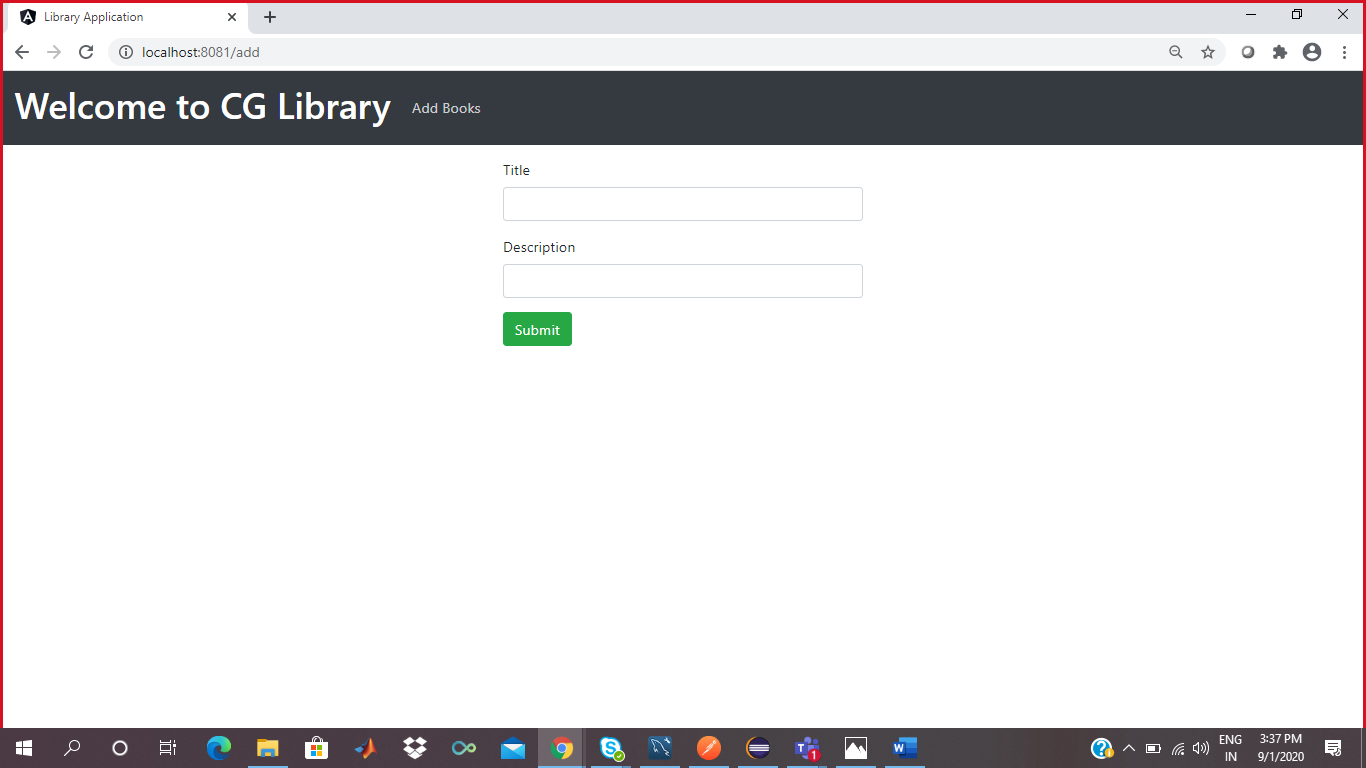 Library Application
localhost:8081/add
Welcome to CG Library Add Books
Title
Description
Submit
1
ENG
IN
3:37 PM
9/1/2020